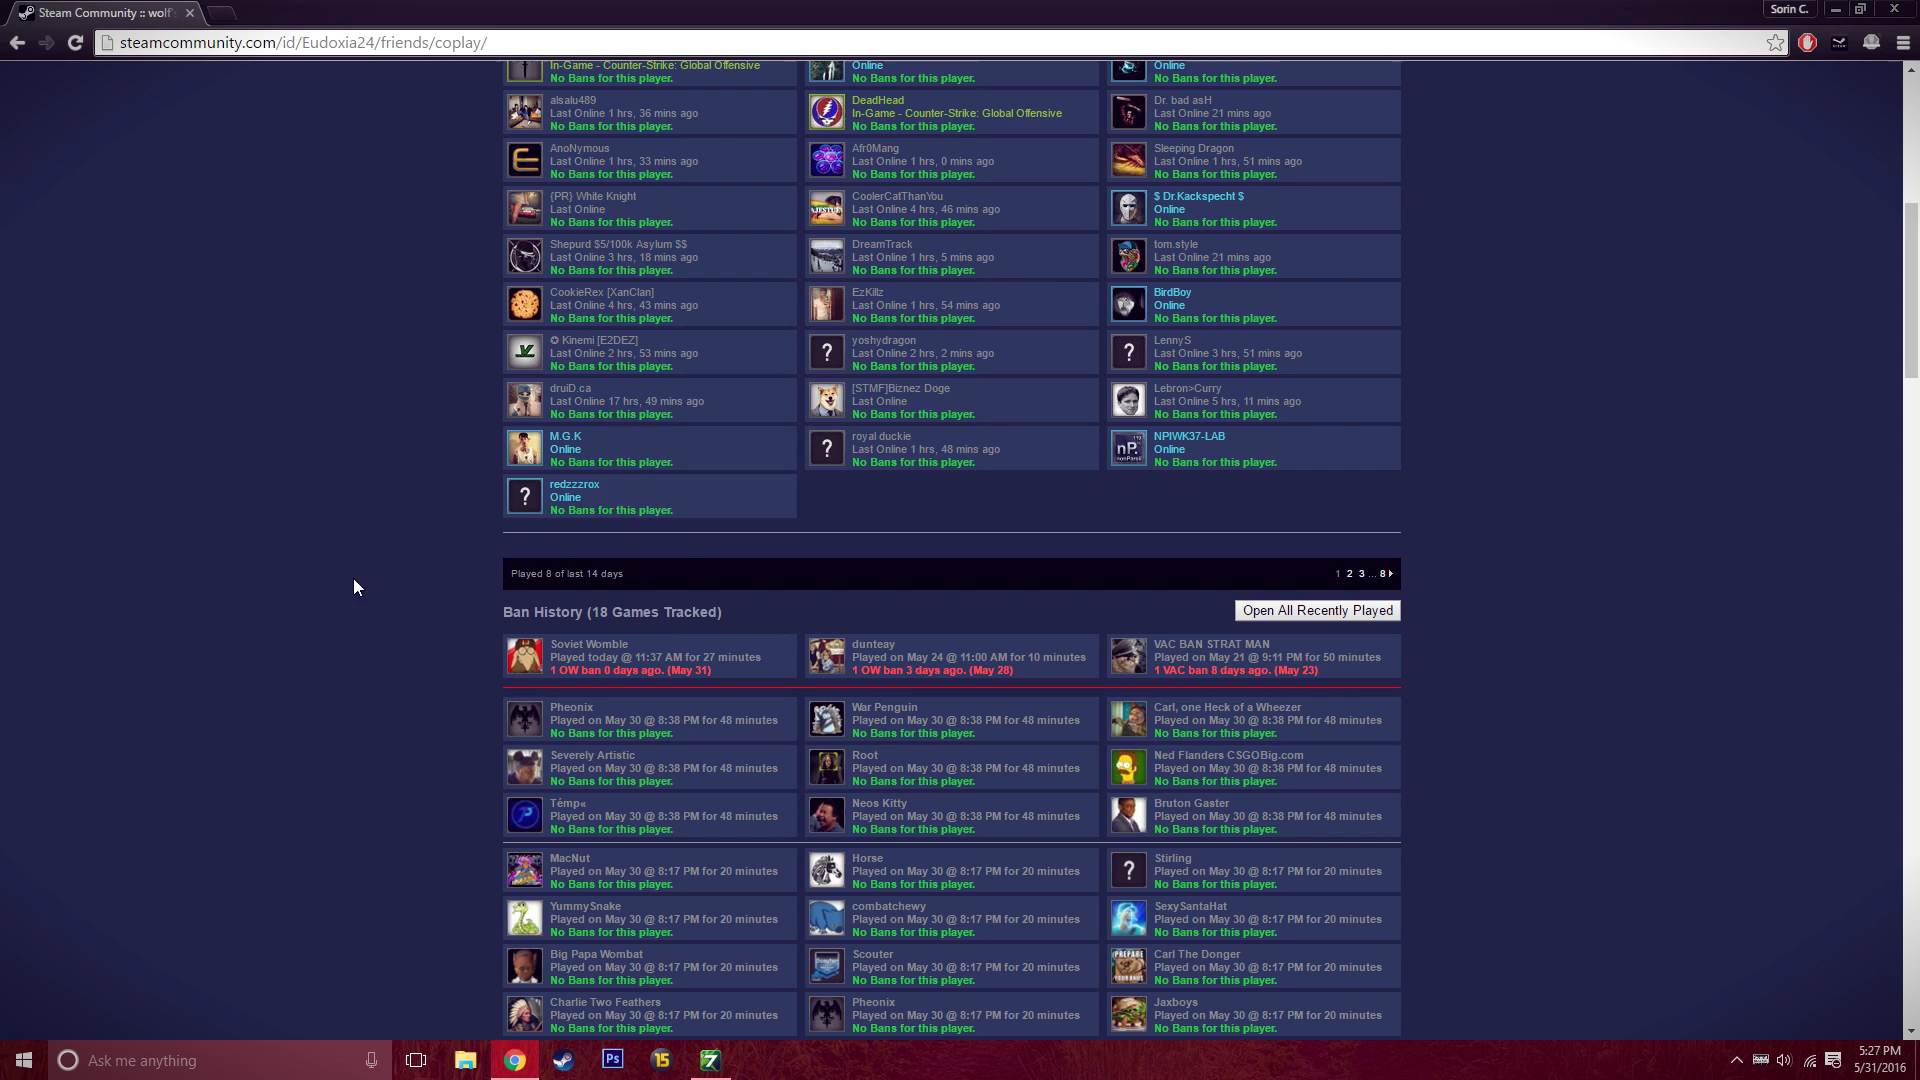 Steam Community :: wolf'
Sorin C.
steamcommunity.com/id/Eudoxia24/friends/coplay/
In-Game - Counter-Strike: Global Offensive
No Bans for this player.
Online
No Bans for this player.
Online
No Bans for this player.
alsalu489
Last Online 1 hrs, 36 mins ago
No Bans for this player.
DeadHead
In-Game - Counter-Strike: Global Offensive
No Bans for this player.
Dr. bad asH
Last Online 21 mins ago
No Bans for this player.
AnoNymous
Last Online 1 hrs, 33 mins ago
No Bans for this player.
Afr0Mang
Last Online 1 hrs, 0 mins ago
No Bans for this player.
Sleeping Dragon
Last Online 1 hrs, 51 mins ago
No Bans for this player.
{PR} White Knight
Last Online
No Bans for this player.
CoolerCatThanYou
Last Online 4 hrs, 46 mins ago
No Bans for this player.
$ Dr.Kackspecht $
Online
No Bans for this player.
Shepurd $5/100k Asylum $$
Last Online 3 hrs, 18 mins ago
No Bans for this player.
DreamTrack
Last Online 1 hrs, 5 mins ago
No Bans for this player.
tom.style
Last Online 21 mins ago
No Bans for this player.
CookieRex [XanClan]
Last Online 4 hrs, 43 mins ago
No Bans for this player.
EzKillz
Last Online 1 hrs, 54 mins ago
No Bans for this player.
BirdBoy
Online
No Bans for this player.
✪ Kinemi [E2DEZ]
Last Online 2 hrs, 53 mins ago
No Bans for this player.
yoshydragon
Last Online 2 hrs, 2 mins ago
No Bans for this player.
LennyS
Last Online 3 hrs, 51 mins ago
No Bans for this player.
druiD.ca
Last Online 17 hrs, 49 mins ago
No Bans for this player.
[STMF]Biznez Doge
Last Online
No Bans for this player.
Lebron>Curry
Last Online 5 hrs, 11 mins ago
No Bans for this player.
M.G.K
Online
No Bans for this player.
royal duckie
Last Online 1 hrs, 48 mins ago
No Bans for this player.
nP.
NPIWK37-LAB
Online
No Bans for this player.
redzzzrox
Online
No Bans for this player.
Played 8 of last 14 days
1 2 3 ... 8
Ban History (18 Games Tracked)
Open All Recently Played
Soviet Womble
Played today @ 11:37 AM for 27 minutes
1 OW ban 0 days ago. (May 31)
dunteay
Played on May 24 @ 11:00 AM for 10 minutes
1 OW ban 3 days ago. (May 28)
VAC BAN STRAT MAN
Played on May 21 @ 9:11 PM for 50 minutes
1 VAC ban 8 days ago. (May 23)
Pheonix
Played on May 30 @ 8:38 PM for 48 minutes
No Bans for this player.
War Penguin
Played on May 30 @ 8:38 PM for 48 minutes
No Bans for this player.
Carl, one Heck of a Wheezer
Played on May 30 @ 8:38 PM for 48 minutes
No Bans for this player.
Severely Artistic
Played on May 30 @ 8:38 PM for 48 minutes
No Bans for this player.
Root
Played on May 30 @ 8:38 PM for 48 minutes
No Bans for this player.
Ned Flanders CSGOBig.com
Played on May 30 @ 8:38 PM for 48 minutes
No Bans for this player.
Témp«
Played on May 30 @ 8:38 PM for 48 minutes
No Bans for this player.
Neos Kitty
Played on May 30 @ 8:38 PM for 48 minutes
No Bans for this player.
Bruton Gaster
Played on May 30 @ 8:38 PM for 48 minutes
No Bans for this player.
MacNut
Played on May 30 @ 8:17 PM for 20 minutes
No Bans for this player.
Horse
Played on May 30 @ 8:17 PM for 20 minutes
No Bans for this player.
Stirling
Played on May 30 @ 8:17 PM for 20 minutes
No Bans for this player.
YummySnake
Played on May 30 @ 8:17 PM for 20 minutes
No Bans for this player.
combatchewy
Played on May 30 @ 8:17 PM for 20 minutes
No Bans for this player.
SexySantaHat
Played on May 30 @ 8:17 PM for 20 minutes
No Bans for this player.
Big Papa Wombat
Played on May 30 @ 8:17 PM for 20 minutes
No Bans for this player.
Scouter
Played on May 30 @ 8:17 PM for 20 minutes
No Bans for this player.
PREPARE
Carl The Donger
Played on May 30 @ 8:17 PM for 20 minutes
No Bans for this player.
Charlie Two Feathers
Played on May 30 @ 8:17 PM for 20 minutes
No Bans for this player.
Pheonix
Played on May 30 @ 8:17 PM for 20 minutes
No Bans for this player.
Jaxboys
Played on May 30 @ 8:17 PM for 20 minutes
No Bans for this player.
Ask me anything
Ps
15
5:27 PM
5/31/2016